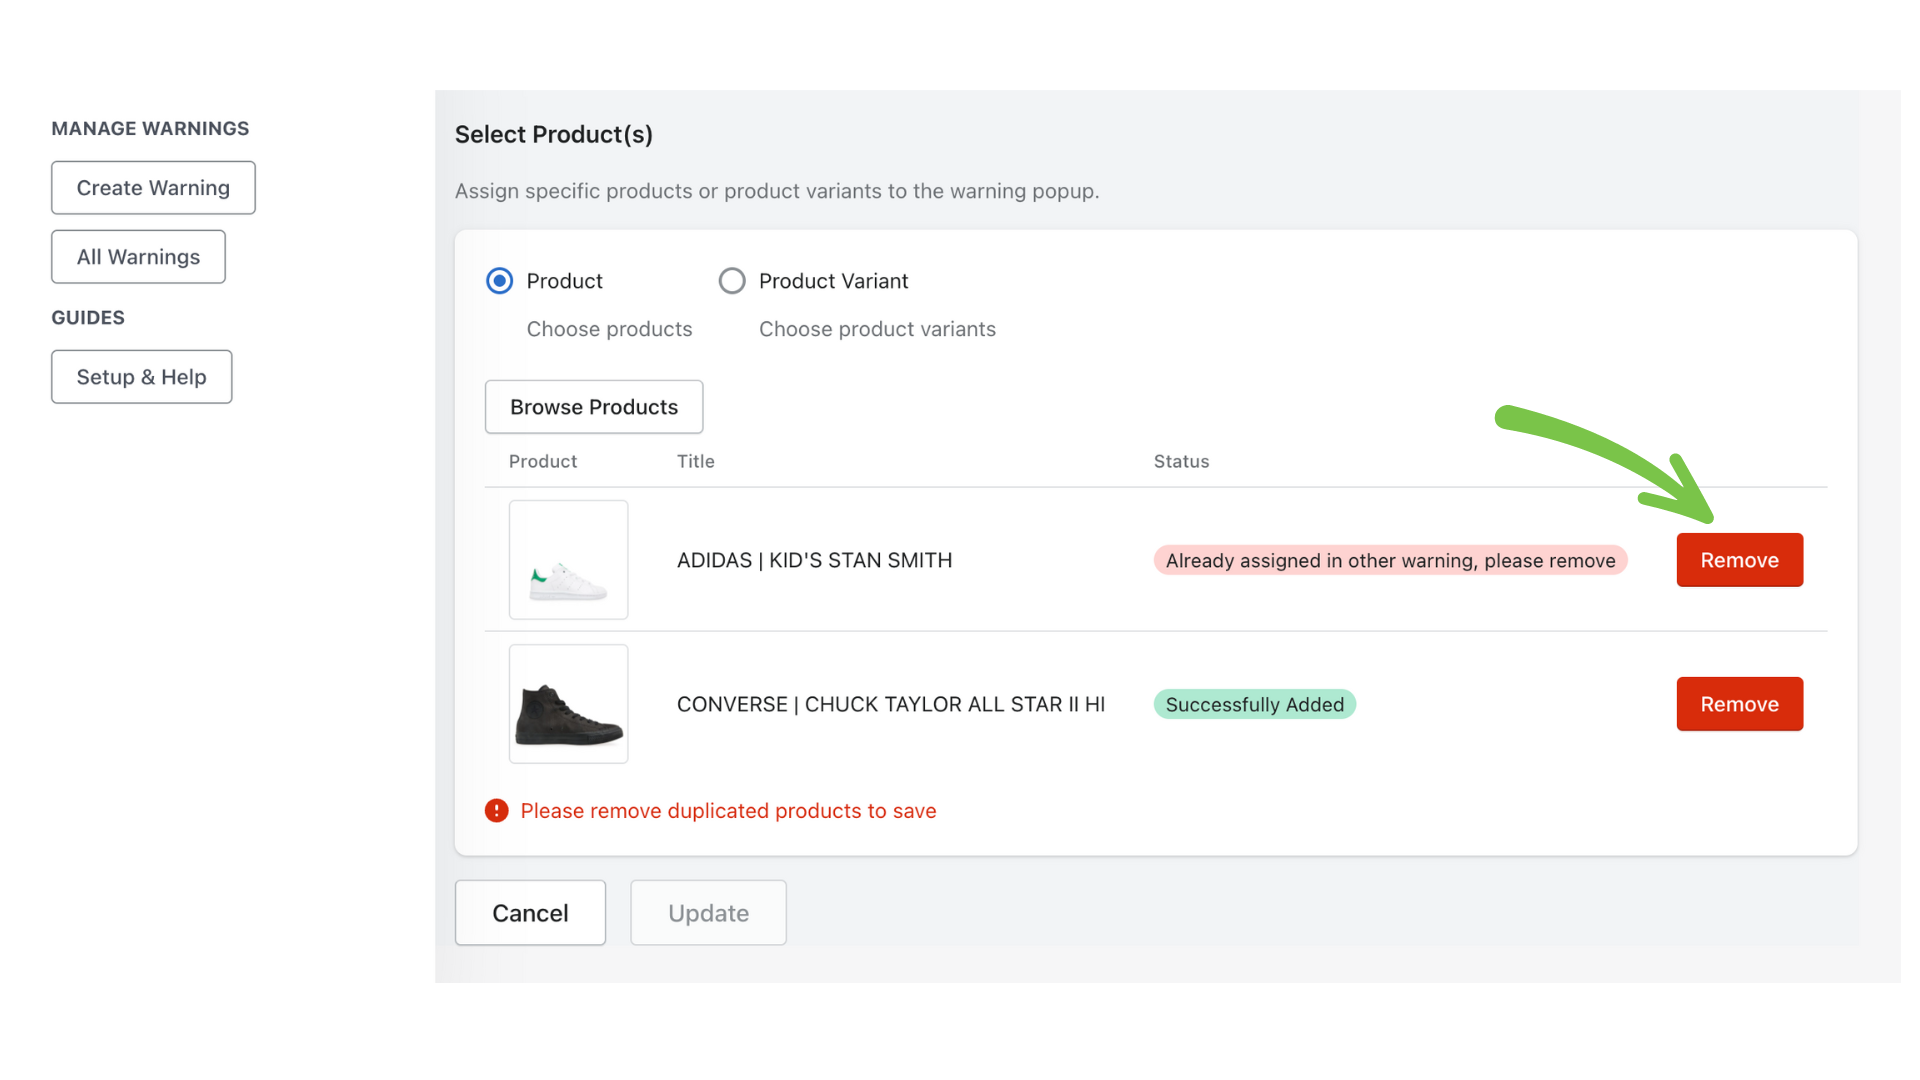 MANAGE WARNINGS
Create Warning
All Warnings
GUIDES
Setup & Help
Select Product(s)
Assign specific products or product variants to the warning popup.
Product Product Variant
Choose products Choose product variants
Browse Products
Product Title Status
ADIDAS | KID'S STAN SMITH Already assigned in other warning, please remove Remove
CONVERSE | CHUCK TAYLOR ALL STAR II HI Successfully Added Remove
Please remove duplicated products to save
Cancel Update